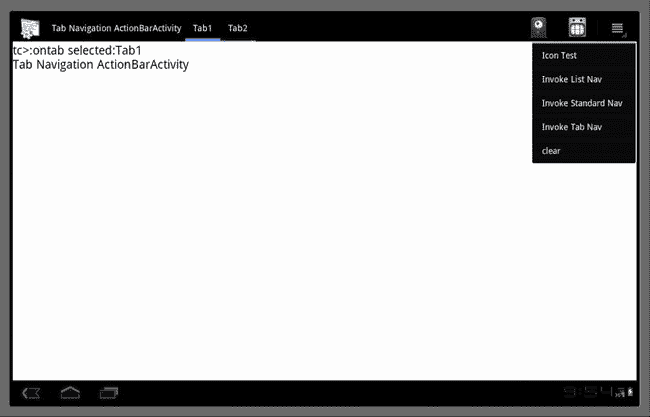 Tab Navigation ActionBarActivity Tab1 Tab2
tc>:ontab selected:Tab1
Tab Navigation ActionBarActivity
Icon Test
Invoke List Nav
Invoke Standard Nav
Invoke Tab Nav
clear